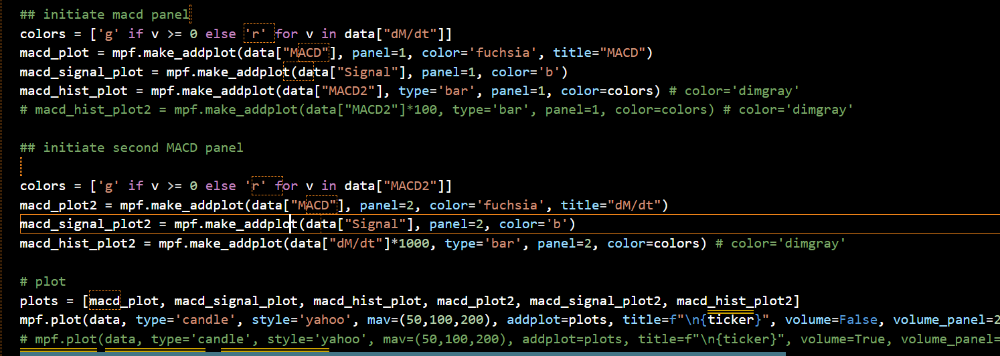 ## initiate macd panel
colors = ['g' if v >= 0 else 'r' for v in data["dM/dt"]]
macd_plot = mpf.make_addplot(data["MACD"], panel=1, color='fuchsia', title="MACD")
macd_signal_plot = mpf.make_addplot(data["Signal"], panel=1, color='b')
macd_hist_plot = mpf.make_addplot(data["MACD2"], type='bar', panel=1, color=colors) # color='dimgray'
# macd_hist_plot2 = mpf.make_addplot(data["MACD2"]*100, type='bar', panel=1, color=colors) # color='dimgray'
## initiate second MACD panel
colors = ['g' if v >= 0 else 'r' for v in data["MACD2"]]
macd_plot2 = mpf.make_addplot(data["MACD"], panel=2, color='fuchsia', title="dM/dt")
macd_signal_plot2 = mpf.make_addplot(data["Signal"], panel=2, color='b')
macd_hist_plot2 = mpf.make_addplot(data["dM/dt"]*1000, type='bar', panel=2, color=colors) # color='dimgray'
# plot
plots = [macd_plot, macd_signal_plot, macd_hist_plot, macd_plot2, macd_signal_plot2, macd_hist_plot2]
mpf.plot(data, type='candle', style='yahoo', mav=(50,100,200), addplot=plots, title=f"\n{ticker}", volume=False, volume_panel=2
# mpf.plot(data, type='candle', style='yahoo', mav=(50,100,200), addplot=plots, title=f"\n{ticker}", volume=True, volume_panel=